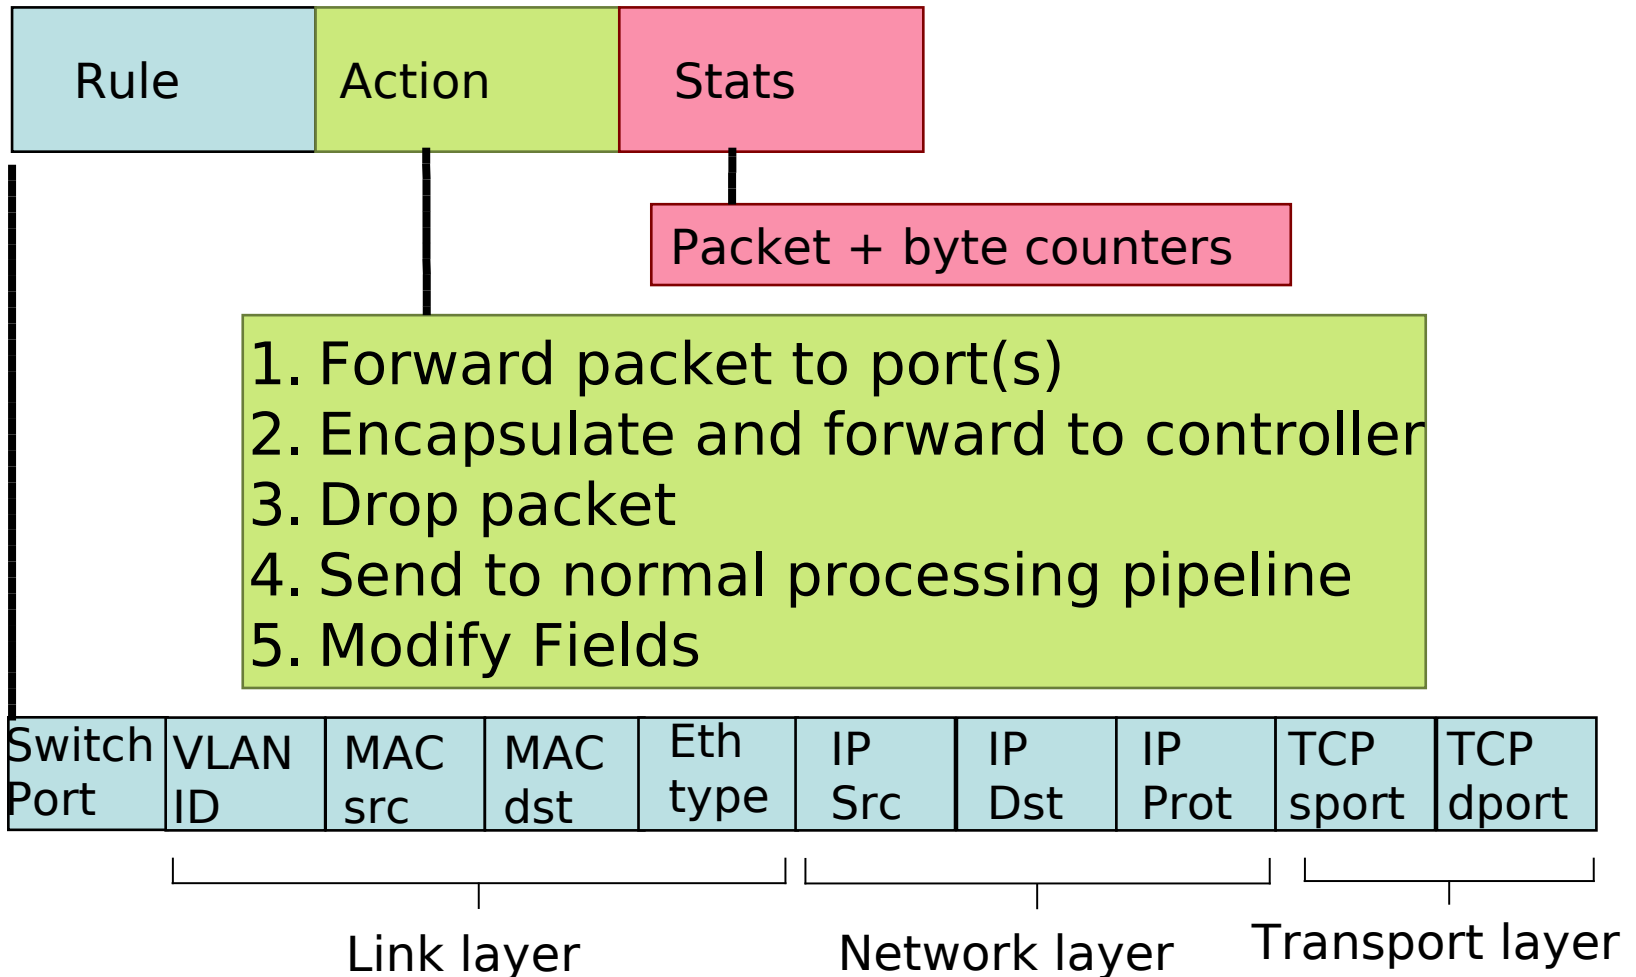 Rule Action Stats
Packet + byte counters
1. Forward packet to port(s)
2. Encapsulate and forward to controller
3. Drop packet
4. Send to normal processing pipeline
5. Modify Fields
Switch
Port
VLAN
ID
MAC
src
MAC
dst
Eth
type
IP
Src
IP
Dst
IP
Prot
TCP
sport
TCP
dport
Link layer
Network layer
Transport layer